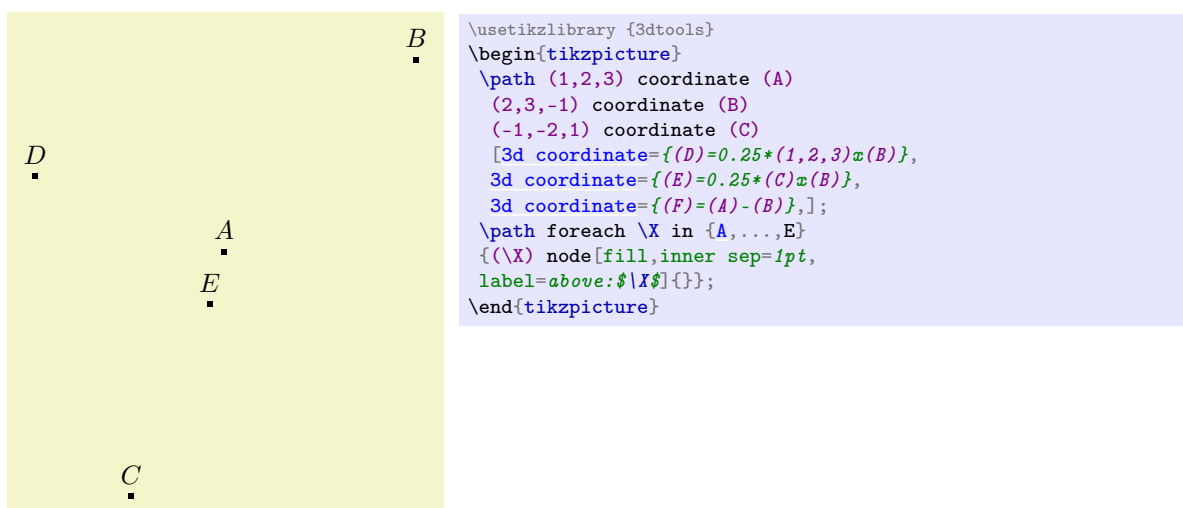 B
D
A
E
C
\usetikzlibrary {3dtools}
\begin{tikzpicture}
\path (1,2,3) coordinate (A)
(2,3,-1) coordinate (B)
(-1,-2,1) coordinate (C)
[3d coordinate={(D)=0.25*(1,2,3)x(B)},
3d coordinate={(E)=0.25*(C)x(B)},
3d coordinate={(F)=(A)-(B)},];
\path foreach \X in {A,...,E}
{(\X) node[fill,inner sep=1pt,
label=above:$\X$]{}};
\end{tikzpicture}